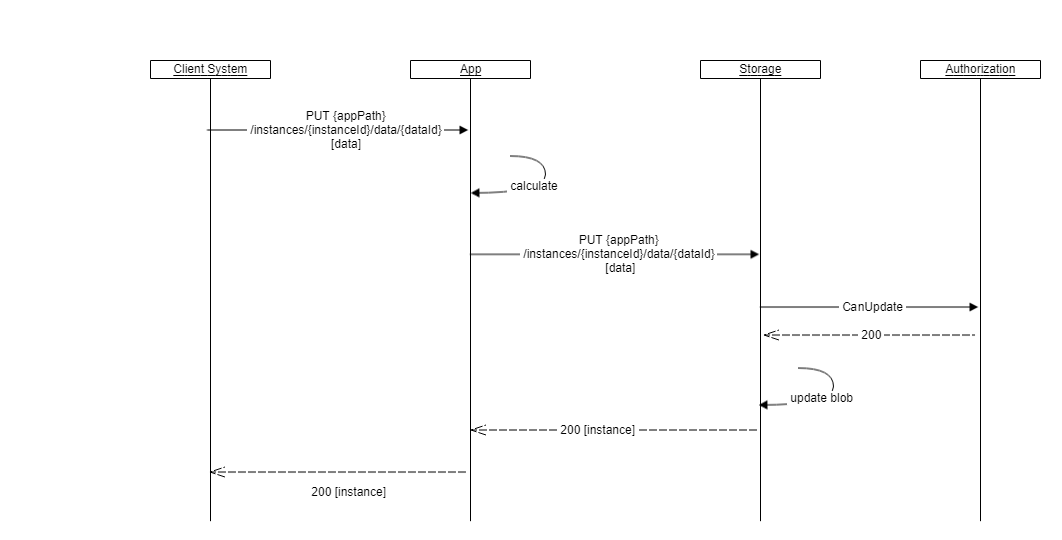 Client System
App
Storage
Authorization
PUT {appPath}
/instances/{instanceId}/data/{dataId}
[data]
calculate
PUT {appPath}
/instances/{instanceId}/data/{dataId}
[data]
CanUpdate
200
update blob
200 [instance]
200 [instance]